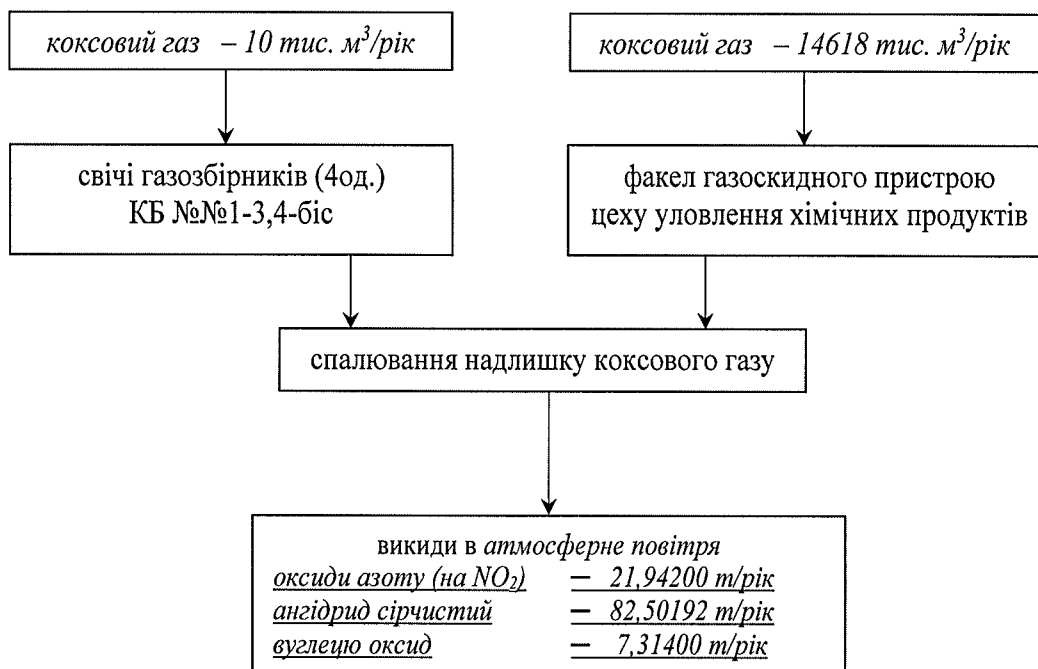 коксовий газ – 10 тис. м³/рік
коксовий газ – 14618 тис. м³/рік
свічі газозбірників (4од.)
КБ №№1-3,4-біс
факел газоскидного пристрою
цеху уловлення хімічних продуктів
спалювання надлишку коксового газу
викиди в атмосферне повітря
оксиди азоту (на NO₂) – 21,94200 т/рік
ангідрид сірчистий – 82,50192 т/рік
вуглецю оксид – 7,31400 т/рік